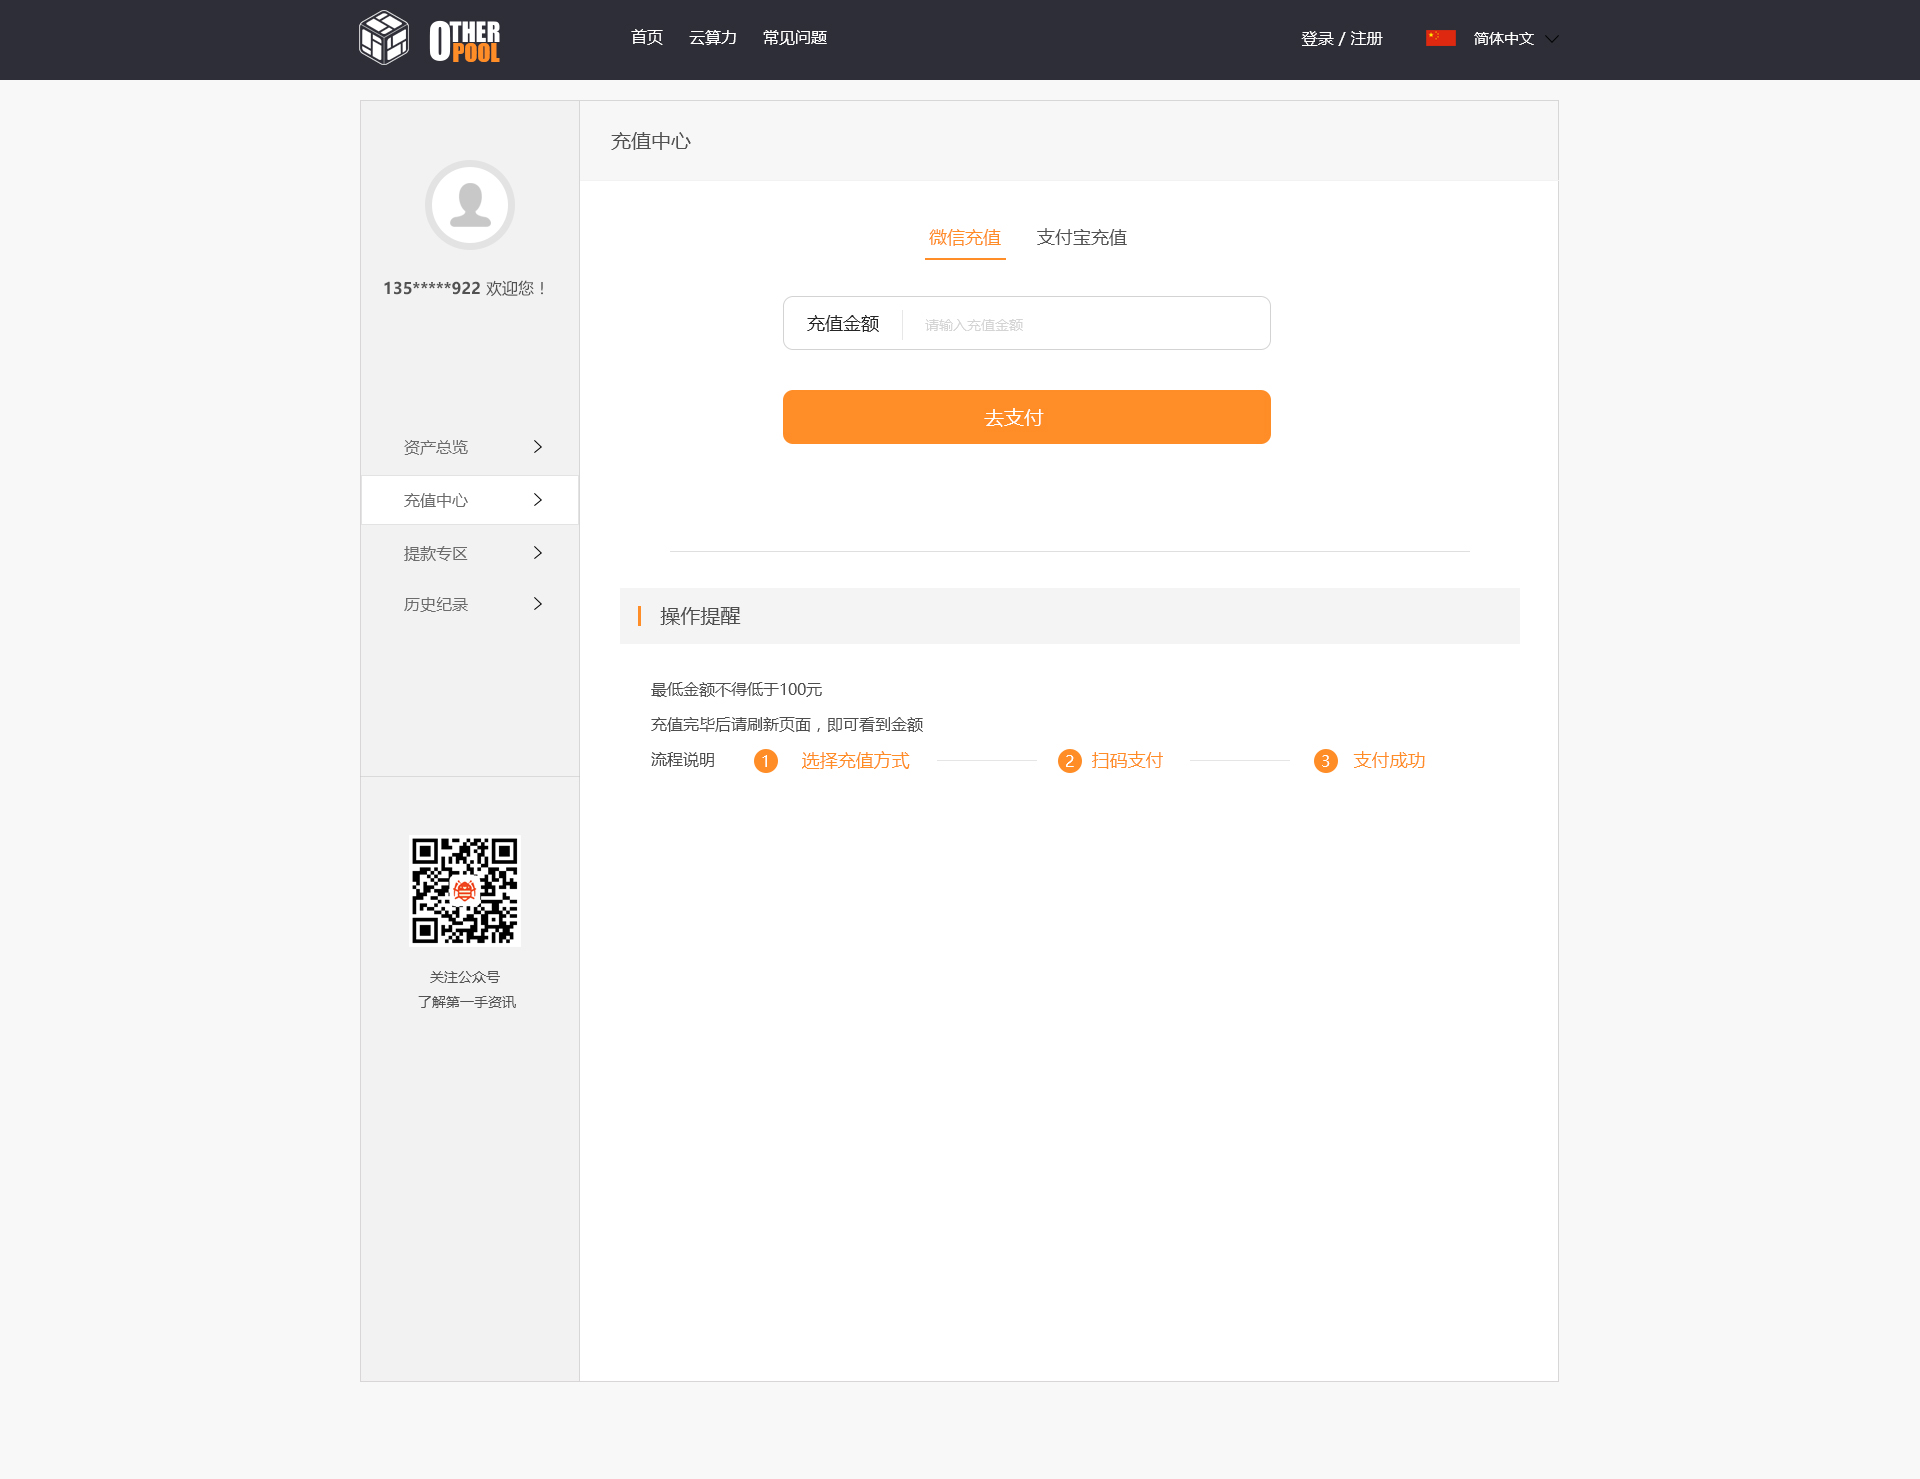 OTHER
POOL
首页
云算力
常见问题
登录 / 注册
简体中文
充值中心
135*****922 欢迎您！
微信充值
支付宝充值
充值金额
请输入充值金额
去支付
资产总览
充值中心
提款专区
历史纪录
操作提醒
最低金额不得低于100元
充值完毕后请刷新页面，即可看到金额
流程说明
1 选择充值方式
2 扫码支付
3 支付成功
关注公众号
了解第一手资讯